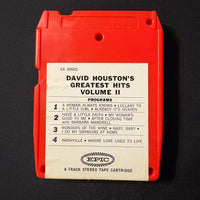 EA 30602
DAVID HOUSTON'S
GREATEST HITS
VOLUME II
PROGRAMS
1 A WOMAN ALWAYS KNOWS • LULLABY TO
A LITTLE GIRL • ALREADY IT'S HEAVEN
2 HAVE A LITTLE FAITH • MY WOMAN'S
GOOD TO ME • AFTER CLOSING TIME
with BARBARA MANDRELL
3 WONDERS OF THE WINE • BABY, BABY
I DO MY SWINGING AT HOME
4 NASHVILLE • WHERE LOVE USED TO LIVE
EPIC
8-TRACK STEREO TAPE CARTRIDGE